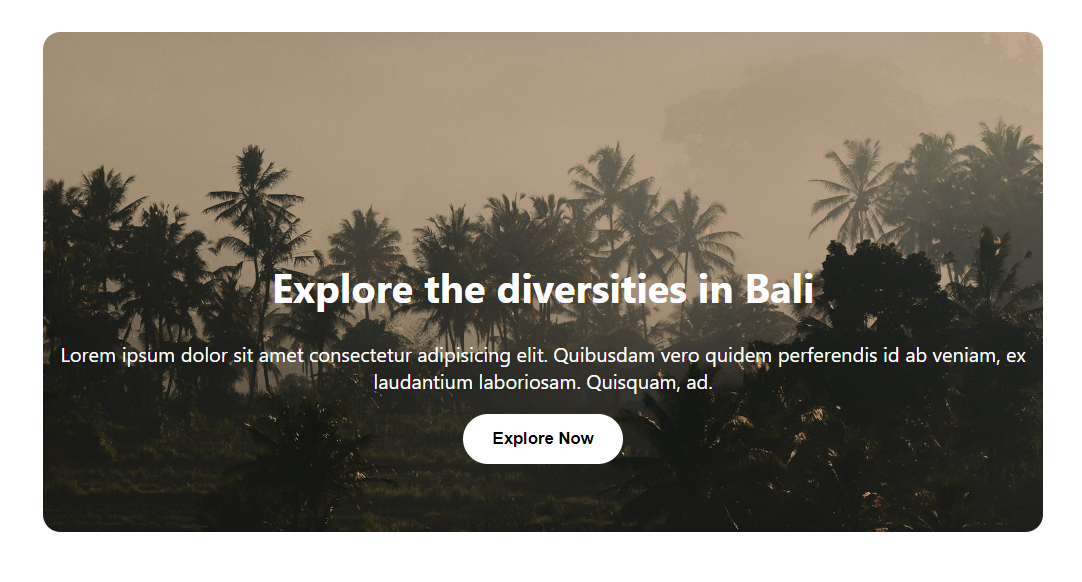 Explore the diversities in Bali
Lorem ipsum dolor sit amet consectetur adipisicing elit. Quibusdam vero quidem perferendis id ab veniam, ex
laudantium laboriosam. Quisquam, ad.
Explore Now